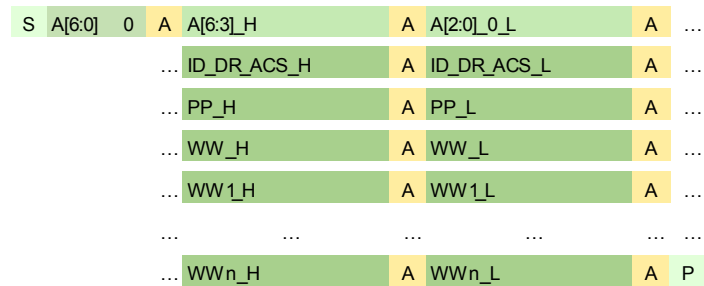 S A[6:0] 0 A A[6:3]_H A A[2:0]_0_L A …
… ID_DR_ACS_H A ID_DR_ACS_L A …
… PP_H A PP_L A …
… WW_H A WW_L A …
… WW1_H A WW1_L A …
… … … … … …
… WWn_H A WWn_L A P